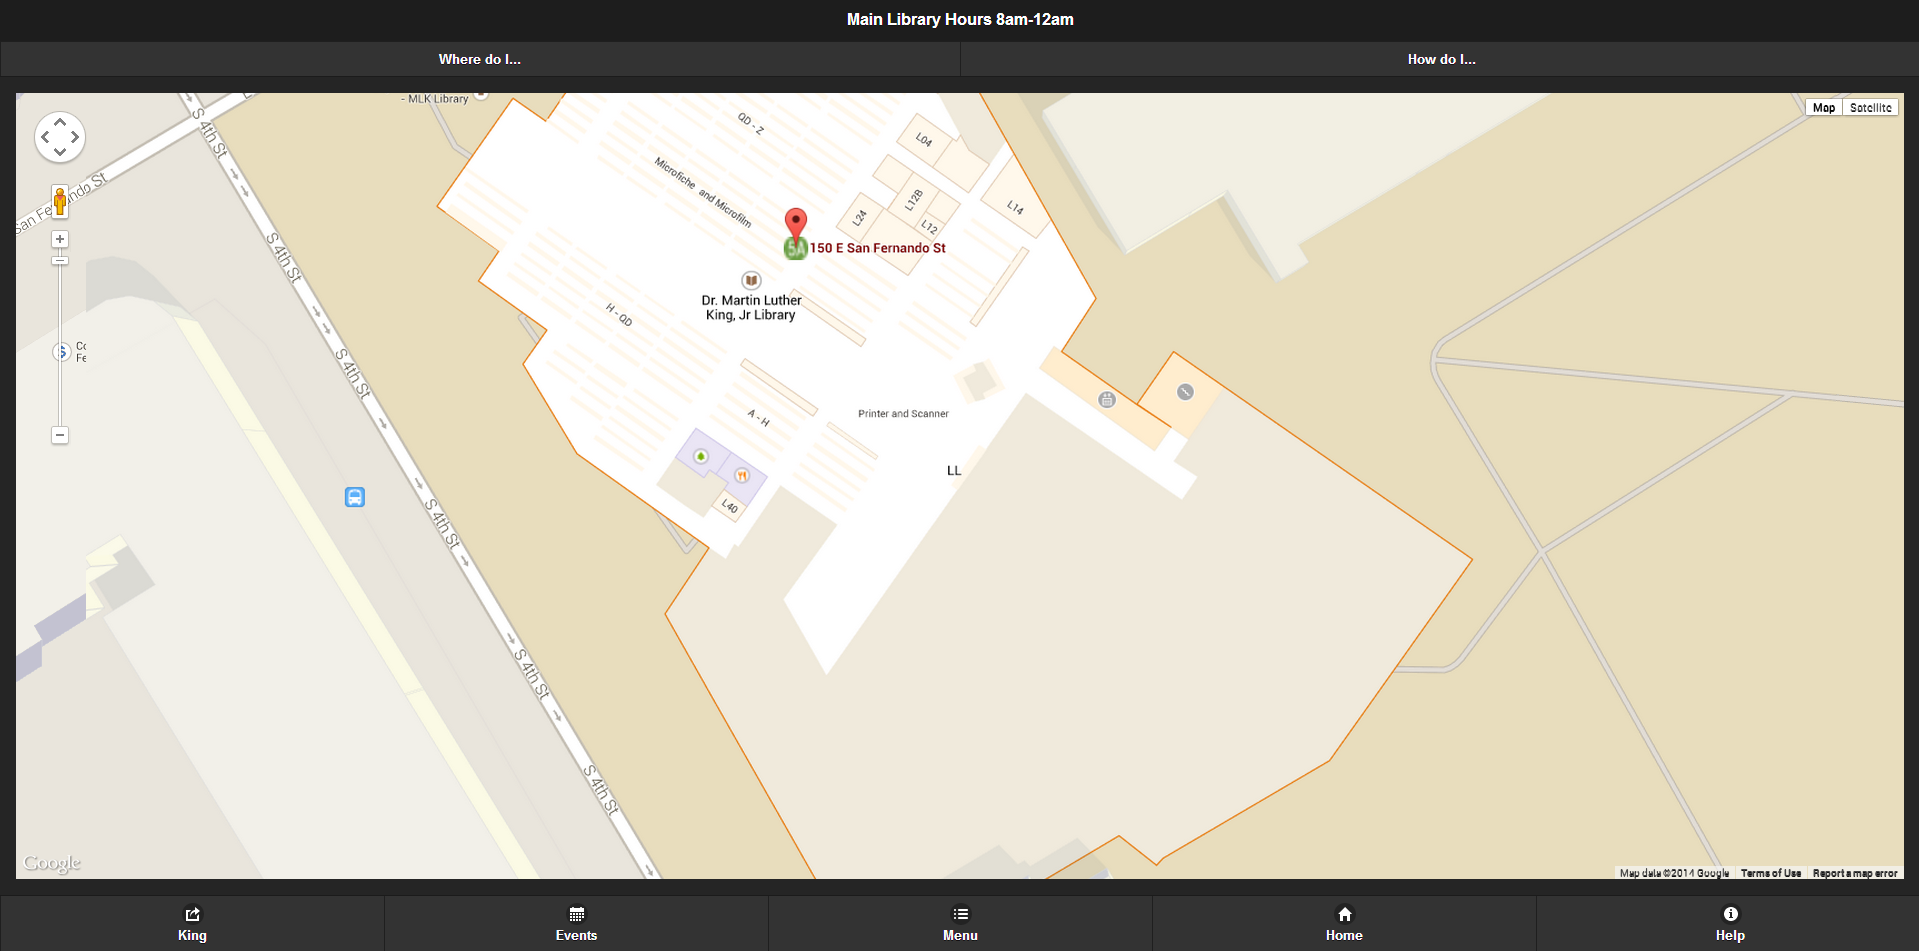 Main Library Hours 8am-12am
Where do I...
How do I...
- MLK Library
Map
Satellite
S 4th St
QD - Z
L04
San Fernando St
Microfiche and Microfilm
L12B
L14
L24
L12
S 4th St
5A
150 E San Fernando St
Dr. Martin Luther
King, Jr Library
H - QD
S 4th St
A - H
Printer and Scanner
LL
L40
S 4th St
S 4th St
S 4th St
Google
Map data ©2014 Google
Terms of Use
Report a map error
King
Events
Menu
Home
Help